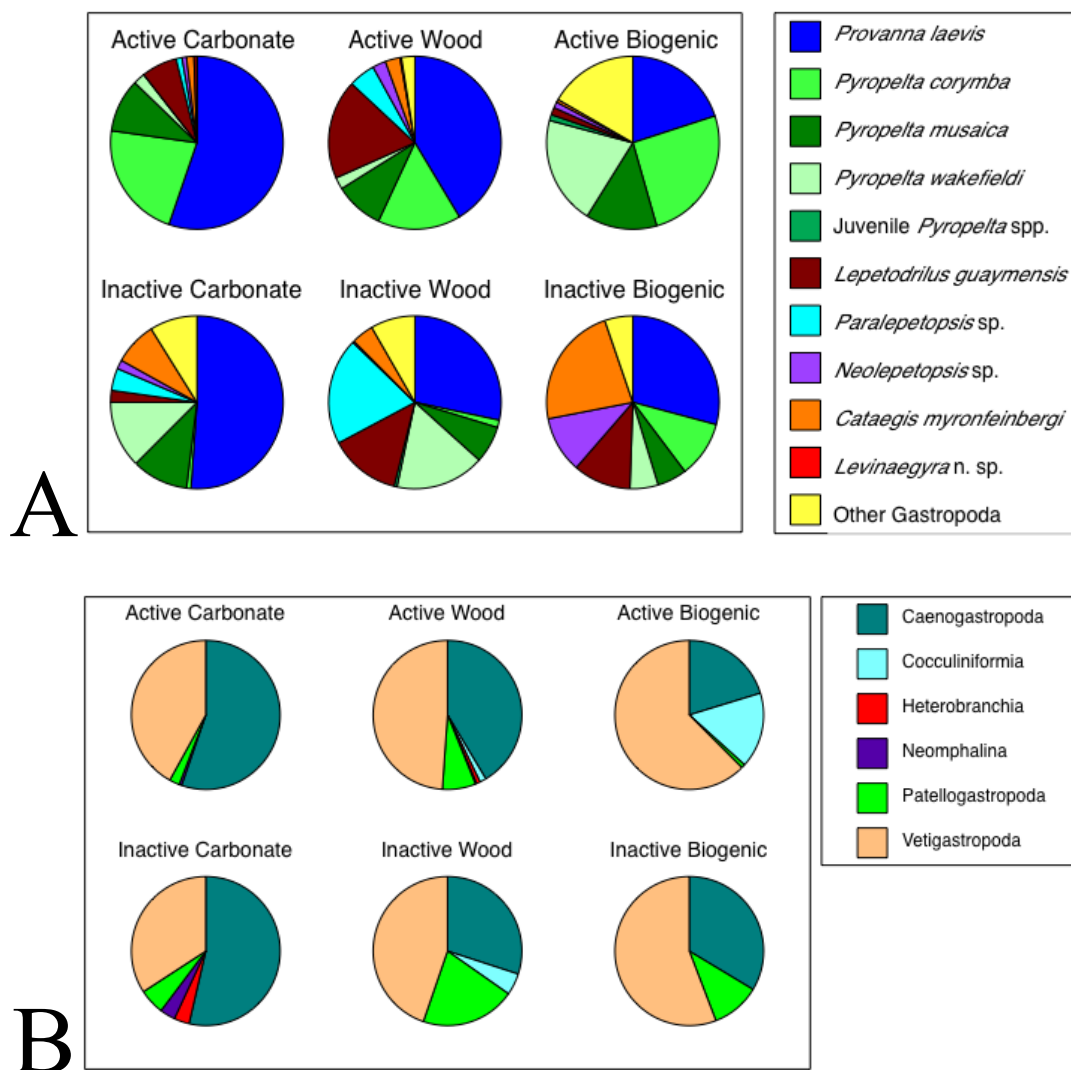 Active Carbonate
Active Wood
Active Biogenic
Inactive Carbonate
Inactive Wood
Inactive Biogenic
A
Provanna laevis
Pyropelta corymba
Pyropelta musaica
Pyropelta wakefieldi
Juvenile Pyropelta spp.
Lepetodrilus guaymensis
Paralepetopsis sp.
Neolepetopsis sp.
Cataegis myronfeinbergi
Levinaegyra n. sp.
Other Gastropoda
Active Carbonate
Active Wood
Active Biogenic
Inactive Carbonate
Inactive Wood
Inactive Biogenic
B
Caenogastropoda
Cocculiniformia
Heterobranchia
Neomphalina
Patellogastropoda
Vetigastropoda